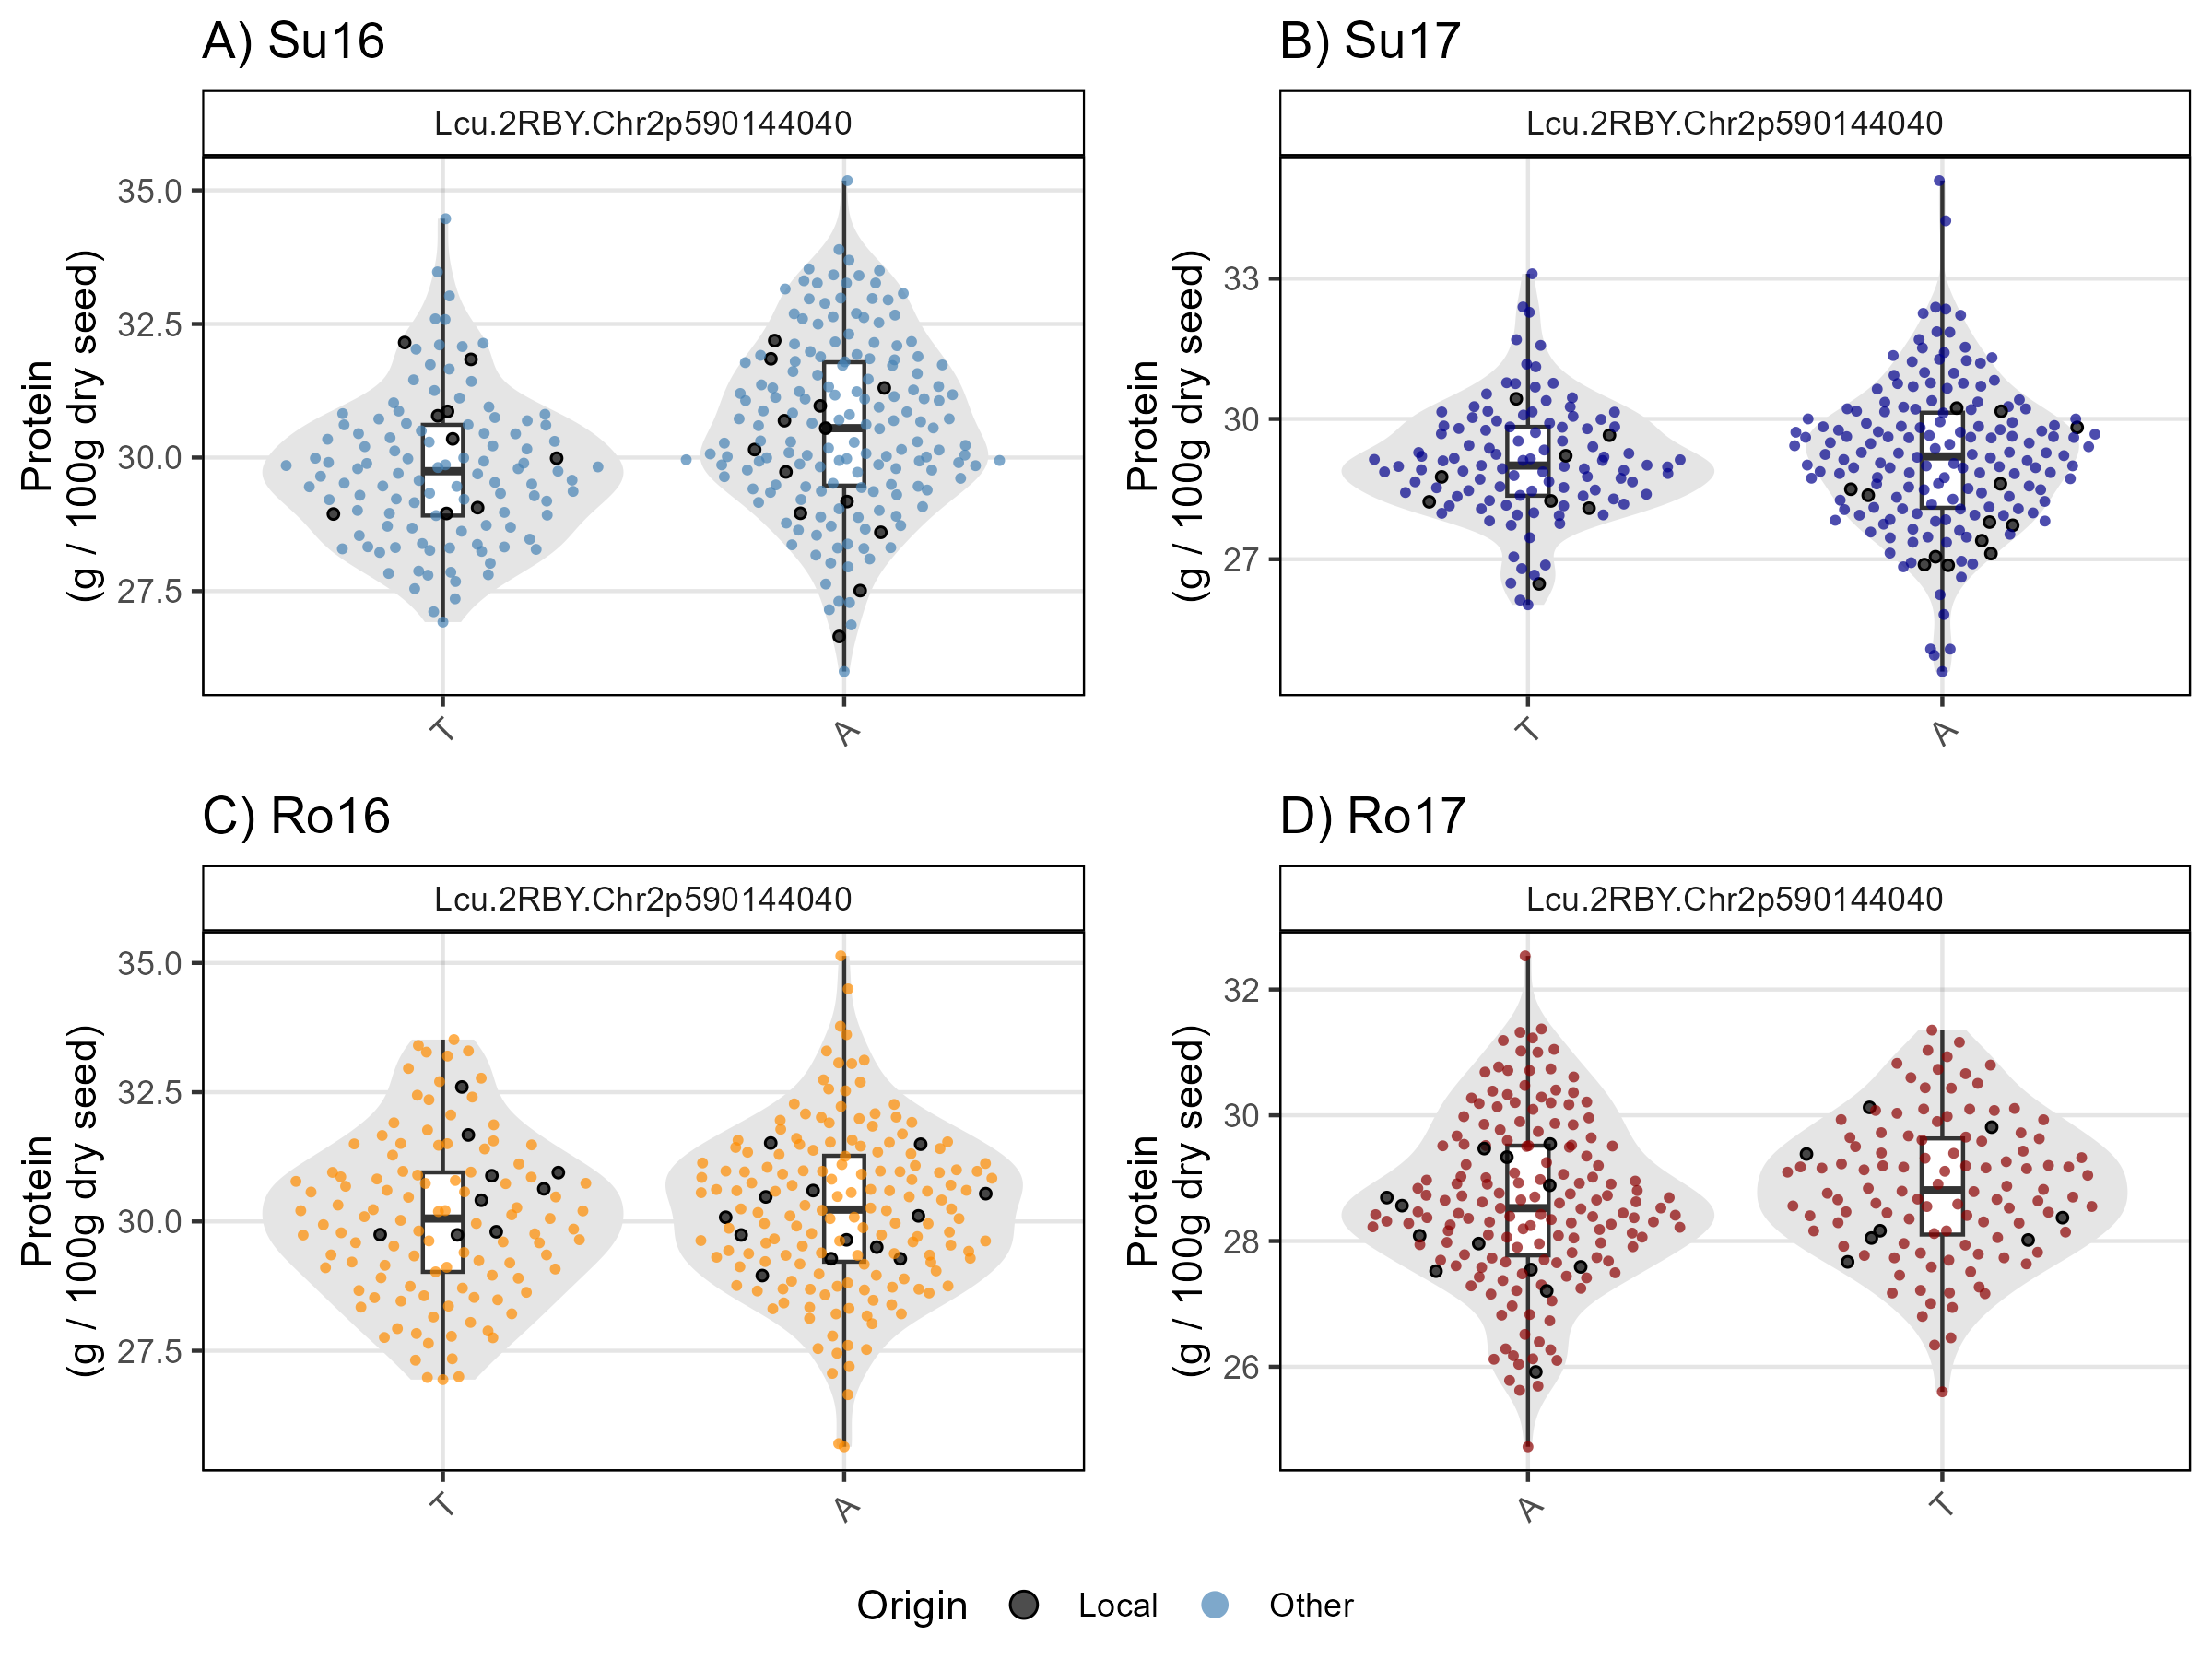 A) Su16
Lcu.2RBY.Chr2p590144040
Protein
(g / 100g dry seed)
35.0
32.5
30.0
27.5
T
A
B) Su17
Lcu.2RBY.Chr2p590144040
Protein
(g / 100g dry seed)
33
30
27
T
A
C) Ro16
Lcu.2RBY.Chr2p590144040
Protein
(g / 100g dry seed)
35.0
32.5
30.0
27.5
T
A
D) Ro17
Lcu.2RBY.Chr2p590144040
Protein
(g / 100g dry seed)
32
30
28
26
A
T
Origin Local Other